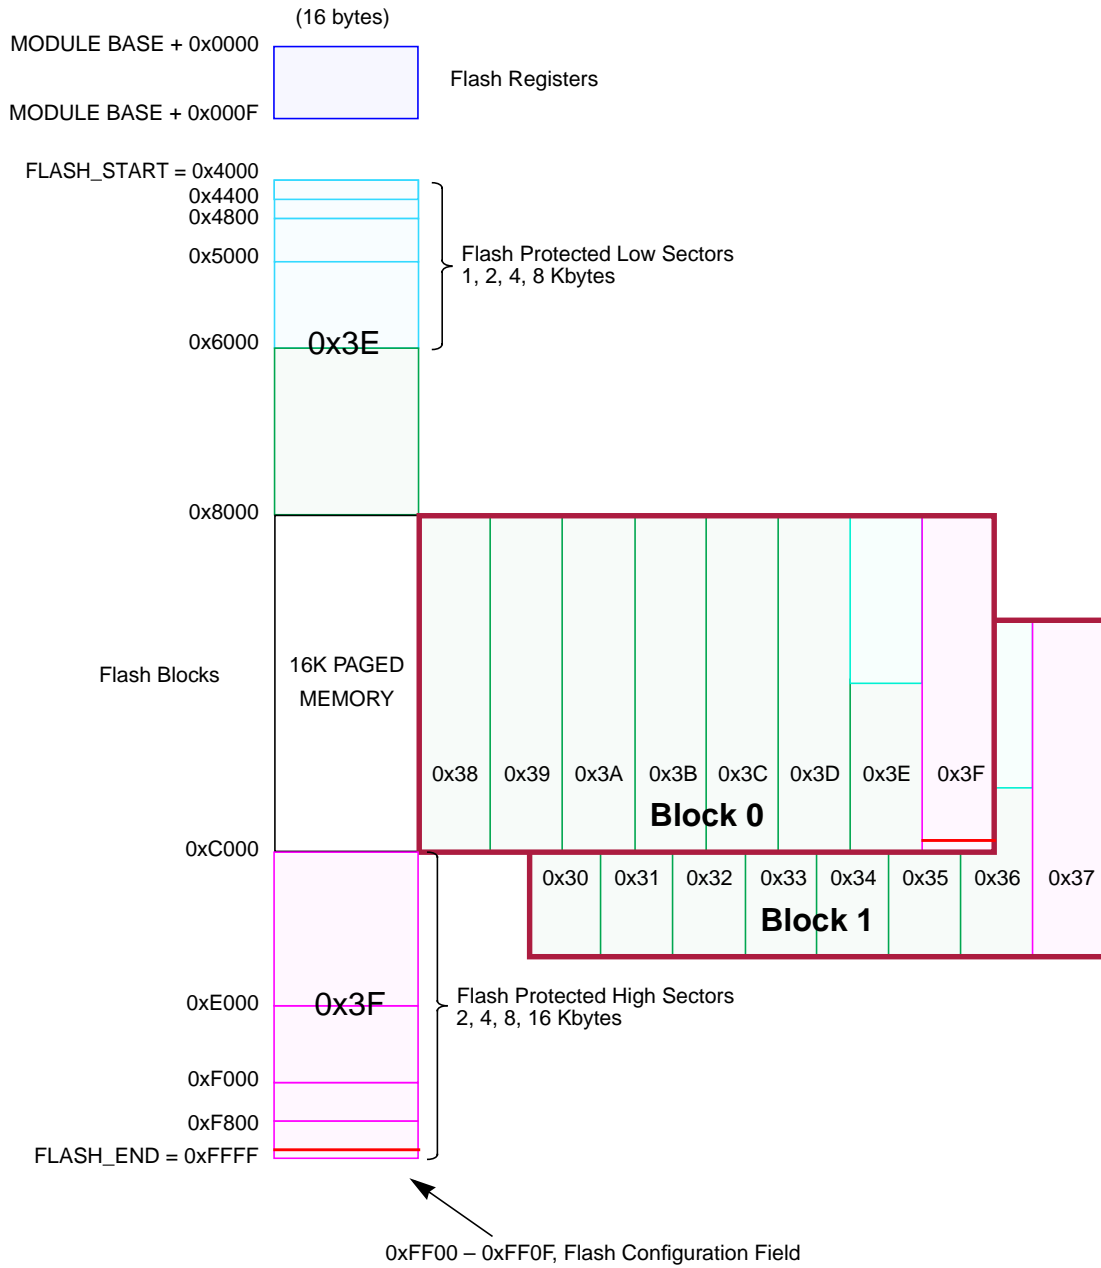 (16 bytes)
MODULE BASE + 0x0000
Flash Registers
MODULE BASE + 0x000F
FLASH_START = 0x4000
0x4400
0x4800
0x5000
Flash Protected Low Sectors
1, 2, 4, 8 Kbytes
0x6000
0x3E
0x8000
Flash Blocks
16K PAGED
MEMORY
0x38
0x39
0x3A
0x3B
0x3C
0x3D
0x3E
0x3F
Block 0
0xC000
0x30
0x31
0x32
0x33
0x34
0x35
0x36
0x37
Block 1
0xE000
0x3F
Flash Protected High Sectors
2, 4, 8, 16 Kbytes
0xF000
0xF800
FLASH_END = 0xFFFF
0xFF00 – 0xFF0F, Flash Configuration Field